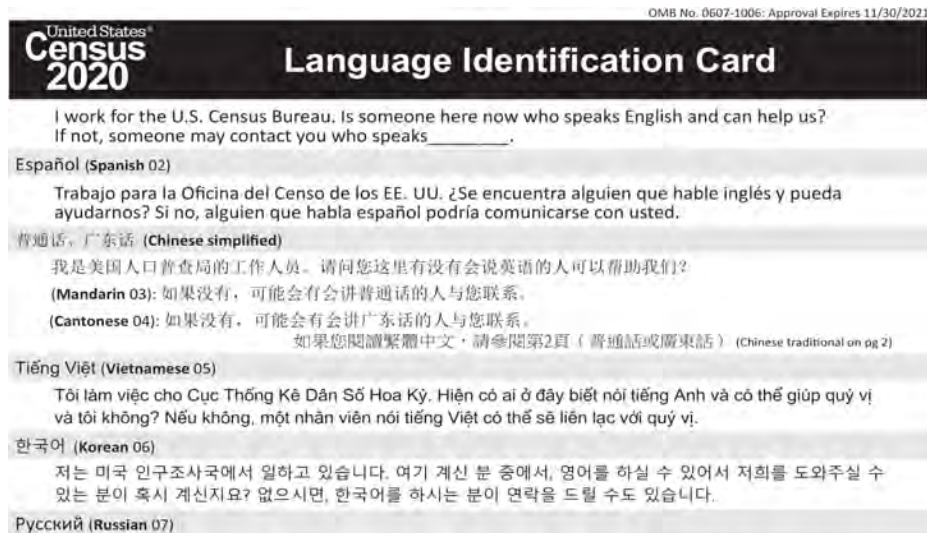 OMB No. 0607-1006: Approval Expires 11/30/2021
United States®
Census
2020
Language Identification Card
I work for the U.S. Census Bureau. Is someone here now who speaks English and can help us?
If not, someone may contact you who speaks________.
Español (Spanish 02)
Trabajo para la Oficina del Censo de los EE. UU. ¿Se encuentra alguien que hable inglés y pueda
ayudarnos? Si no, alguien que habla español podría comunicarse con usted.
普通话，广东话 (Chinese simplified)
我是美国人口普查局的工作人员。请问您这里有没有会说英语的人可以帮助我们?
(Mandarin 03): 如果没有，可能会有会讲普通话的人与您联系。
(Cantonese 04): 如果没有，可能会有会讲广东话的人与您联系。
如果您閱讀繁體中文，請參閱第2頁（普通話或廣東話）(Chinese traditional on pg 2)
Tiếng Việt (Vietnamese 05)
Tôi làm việc cho Cục Thống Kê Dân Số Hoa Kỳ. Hiện có ai ở đây biết nói tiếng Anh và có thể giúp quý vị
và tôi không? Nếu không, một nhân viên nói tiếng Việt có thể sẽ liên lạc với quý vị.
한국어 (Korean 06)
저는 미국 인구조사국에서 일하고 있습니다. 여기 계신 분 중에서, 영어를 하실 수 있어서 저희를 도와주실 수
있는 분이 혹시 계신지요? 없으시면, 한국어를 하시는 분이 연락을 드릴 수도 있습니다.
Русский (Russian 07)